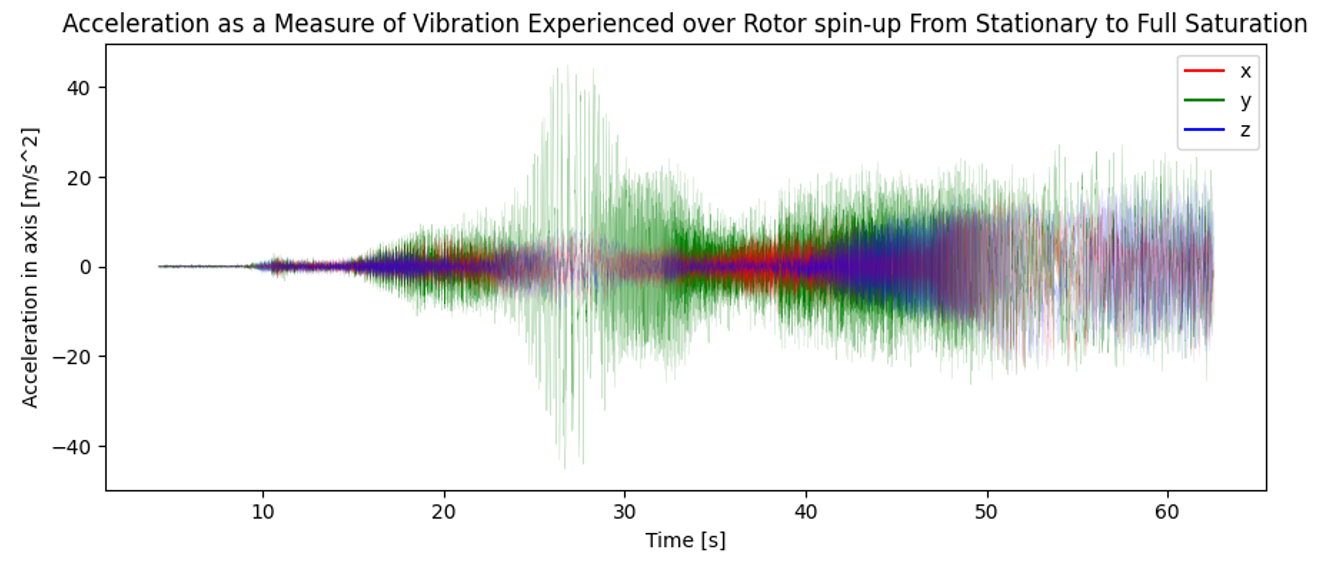 Acceleration as a Measure of Vibration Experienced over Rotor spin-up From Stationary to Full Saturation
x
y
z
Acceleration in axis [m/s^2]
40
20
0
−20
−40
10
20
30
40
50
60
Time [s]